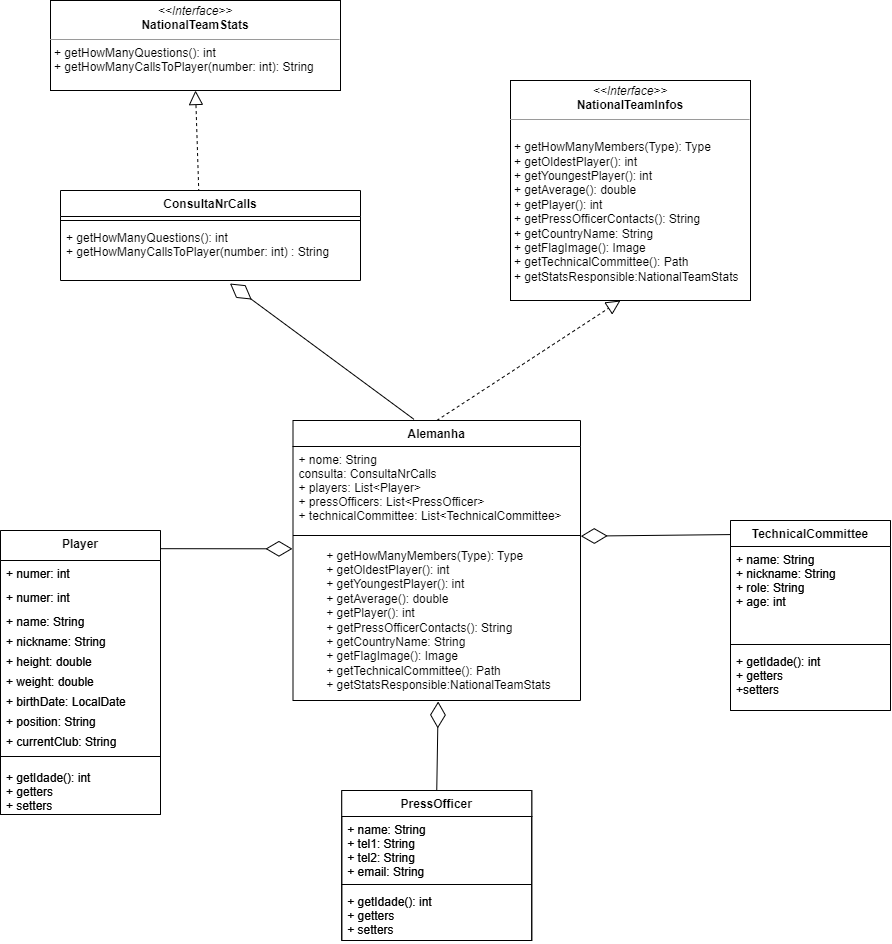 <<Interface>>
NationalTeamStats
+ getHowManyQuestions(): int
+ getHowManyCallsToPlayer(number: int): String
<<Interface>>
NationalTeamInfos
+ getHowManyMembers(Type): Type
+ getOldestPlayer(): int
+ getYoungestPlayer(): int
+ getAverage(): double
+ getPlayer(): int
+ getPressOfficerContacts(): String
+ getCountryName: String
+ getFlagImage(): Image
+ getTechnicalCommittee(): Path
+ getStatsResponsible:NationalTeamStats
ConsultaNrCalls
+ getHowManyQuestions(): int
+ getHowManyCallsToPlayer(number: int) : String
Alemanha
+ nome: String
consulta: ConsultaNrCalls
+ players: List<Player>
+ pressOfficers: List<PressOfficer>
+ technicalCommittee: List<TechnicalCommittee>
+ getHowManyMembers(Type): Type
+ getOldestPlayer(): int
+ getYoungestPlayer(): int
+ getAverage(): double
+ getPlayer(): int
+ getPressOfficerContacts(): String
+ getCountryName: String
+ getFlagImage(): Image
+ getTechnicalCommittee(): Path
+ getStatsResponsible:NationalTeamStats
Player
+ numer: int
+ numer: int
+ name: String
+ nickname: String
+ height: double
+ weight: double
+ birthDate: LocalDate
+ position: String
+ currentClub: String
+ getIdade(): int
+ getters
+ setters
TechnicalCommittee
+ name: String
+ nickname: String
+ role: String
+ age: int
+ getIdade(): int
+ getters
+setters
PressOfficer
+ name: String
+ tel1: String
+ tel2: String
+ email: String
+ getIdade(): int
+ getters
+ setters